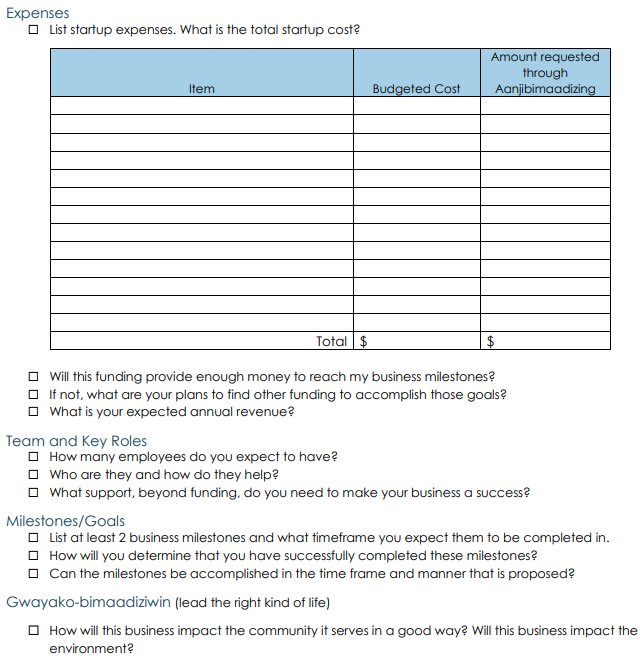 Expenses
☐ List startup expenses. What is the total startup cost?
Item
Budgeted Cost
Amount requested
through
Aanjibimaadizing
Total $ $
☐ Will this funding provide enough money to reach my business milestones?
☐ If not, what are your plans to find other funding to accomplish those goals?
☐ What is your expected annual revenue?
Team and Key Roles
☐ How many employees do you expect to have?
☐ Who are they and how do they help?
☐ What support, beyond funding, do you need to make your business a success?
Milestones/Goals
☐ List at least 2 business milestones and what timeframe you expect them to be completed in.
☐ How will you determine that you have successfully completed these milestones?
☐ Can the milestones be accomplished in the time frame and manner that is proposed?
Gwayako-bimaadiziwin (lead the right kind of life)
☐ How will this business impact the community it serves in a good way? Will this business impact the
environment?